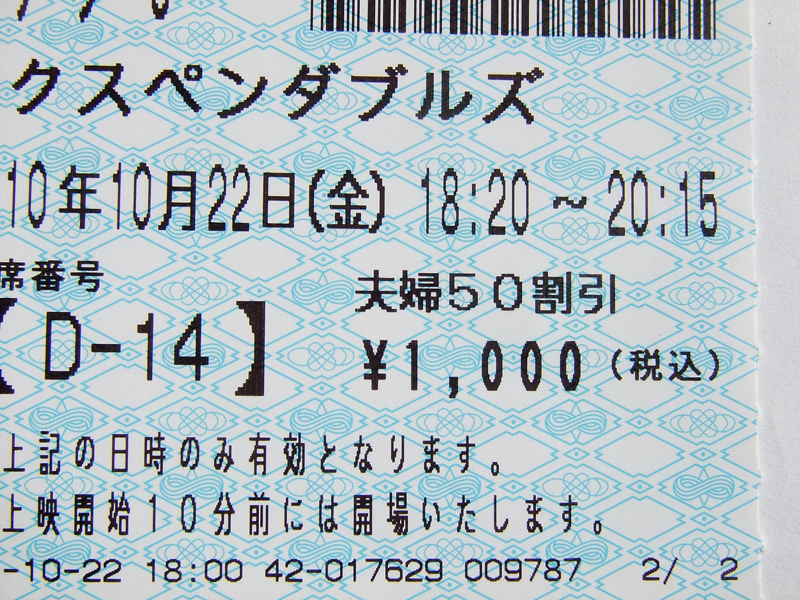 クスペンダブルズ
10年10月22日(金) 18:20 ～ 20:15
席番号
夫婦50割引
【D-14】
¥1,000 (税込)
上記の日時のみ有効となります。
上映開始10分前には開場いたします。
-10-22 18:00 42-017629 009787 2/ 2